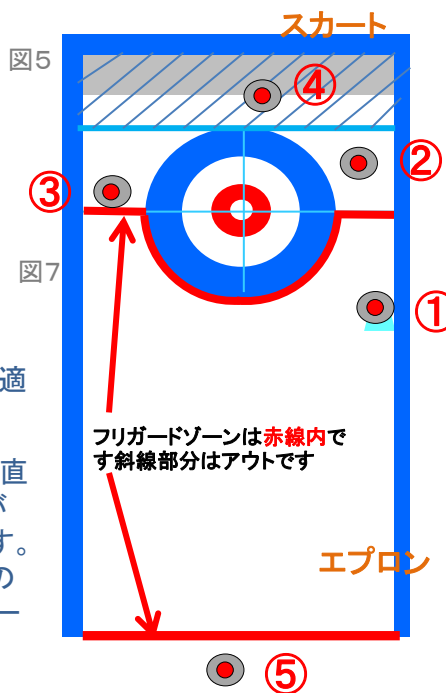 スカート
図5
④
②
③
図7
①
適
フリガードゾーンは赤線内で
す斜線部分はアウトです
直
が
す。
の
ー
エプロン
⑤